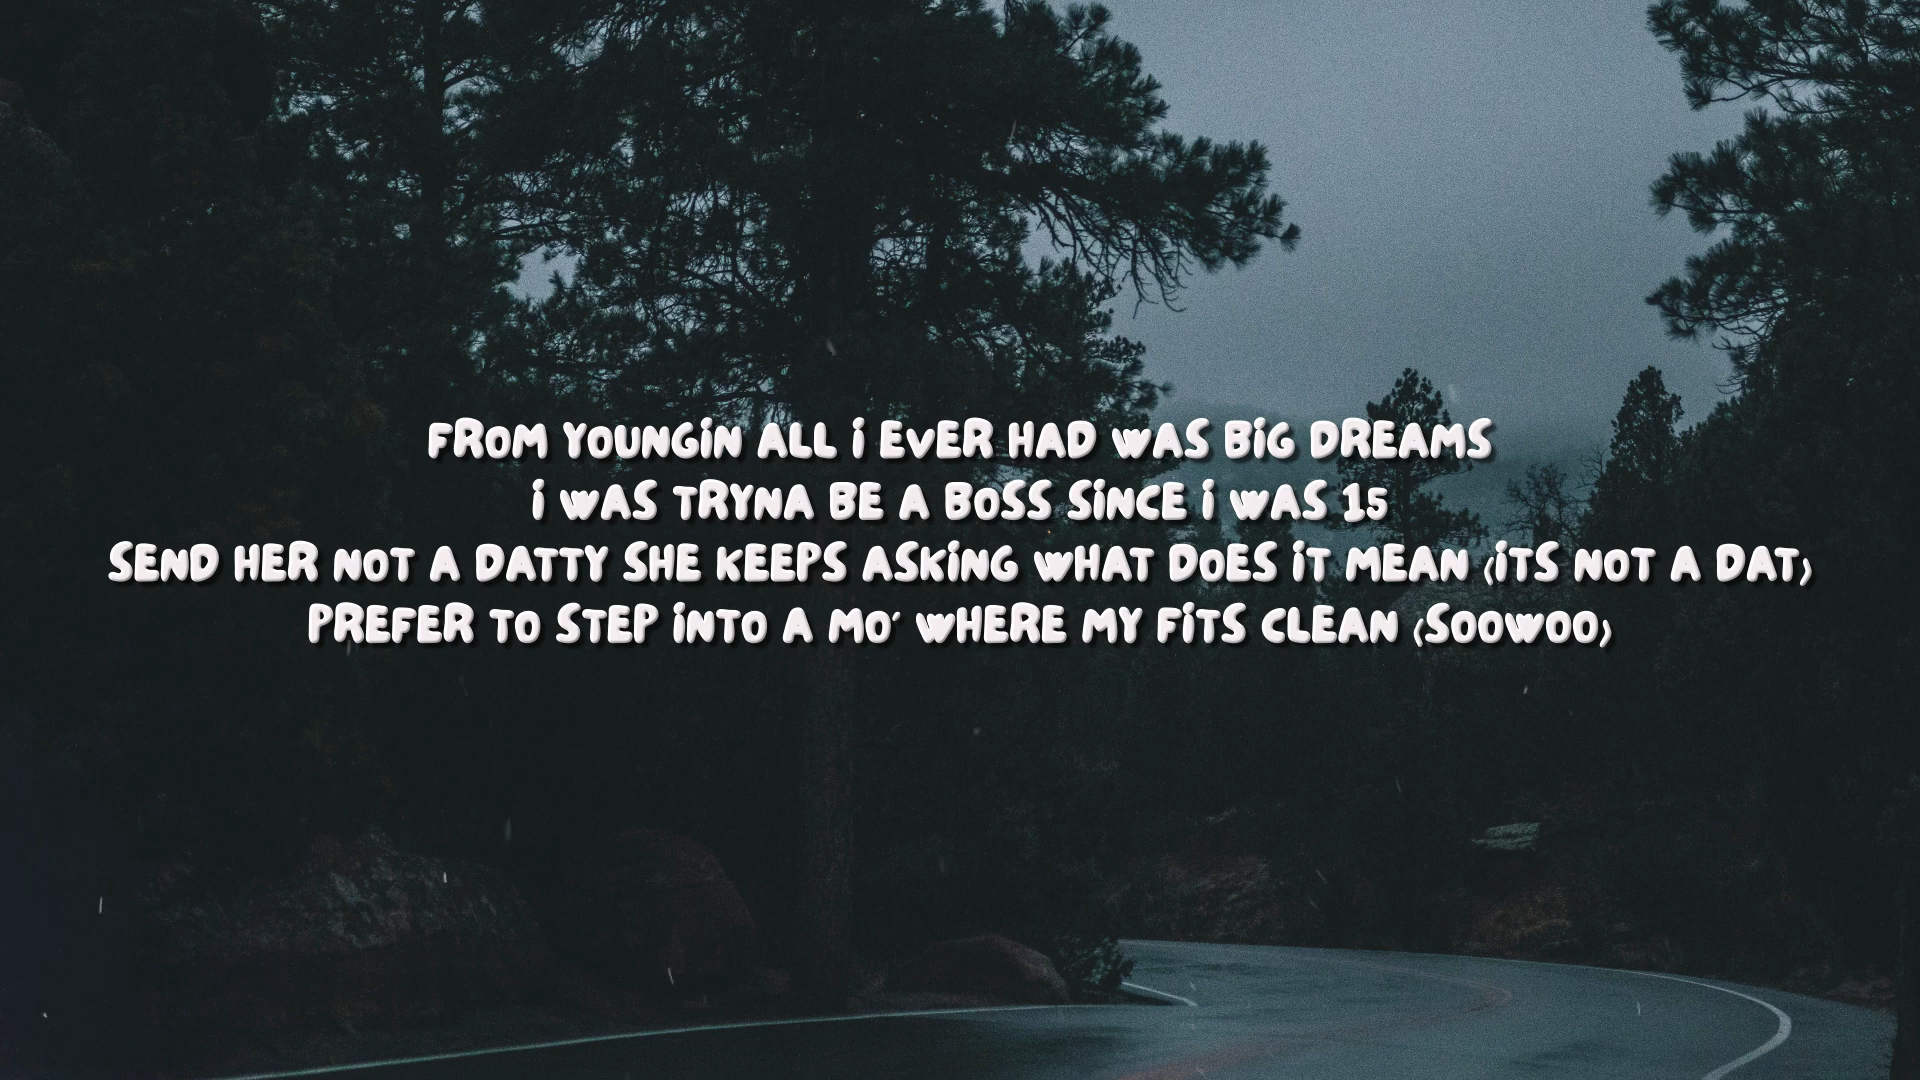 FROM YOUNGiN ALL i EVER HAD WAS BiG DREAMS
i WAS TRYNA BE A BOSS SiNCE i WAS 15
SEND HER NOT A DATTY SHE KEEPS ASKiNG WHAT DOES iT MEAN (iTS NOT A DAT)
PREFER TO STEP iNTO A MO' WHERE MY FiTS CLEAN (SOOWOO)